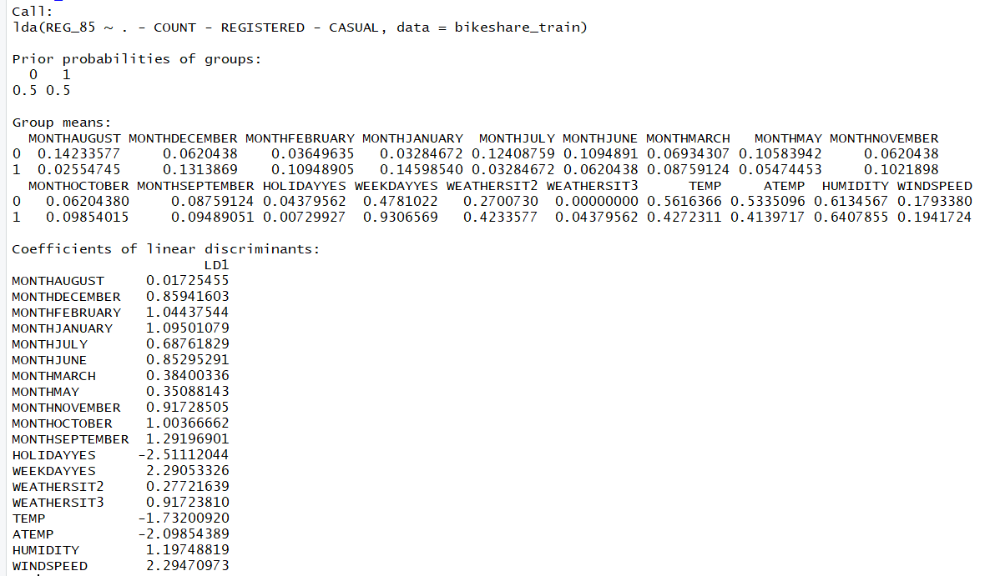 Call:
lda(REG_85 ~ . - COUNT - REGISTERED - CASUAL, data = bikeshare_train)
Prior probabilities of groups:
0 1
0.5 0.5
Group means:
MONTHAUGUST MONTHDECEMBER MONTHFEBRUARY MONTHJANUARY MONTHJULY MONTHJUNE MONTHMARCH MONTHMAY MONTHNOVEMBER
0 0.14233577 0.0620438 0.03649635 0.03284672 0.12408759 0.1094891 0.06934307 0.10583942 0.0620438
1 0.02554745 0.1313869 0.10948905 0.14598540 0.03284672 0.0620438 0.08759124 0.05474453 0.1021898
MONTHOCTOBER MONTHSEPTEMBER HOLIDAYYES WEEKDAYYES WEATHERSIT2 WEATHERSIT3 TEMP ATEMP HUMIDITY WINDSPEED
0 0.06204380 0.08759124 0.04379562 0.4781022 0.2700730 0.00000000 0.5616366 0.5335096 0.6134567 0.1793380
1 0.09854015 0.09489051 0.00729927 0.9306569 0.4233577 0.04379562 0.4272311 0.4139717 0.6407855 0.1941724
Coefficients of linear discriminants:
LD1
MONTHAUGUST 0.01725455
MONTHDECEMBER 0.85941603
MONTHFEBRUARY 1.04437544
MONTHJANUARY 1.09501079
MONTHJULY 0.68761829
MONTHJUNE 0.85295291
MONTHMARCH 0.38400336
MONTHMAY 0.35088143
MONTHNOVEMBER 0.91728505
MONTHOCTOBER 1.00366662
MONTHSEPTEMBER 1.29196901
HOLIDAYYES -2.51112044
WEEKDAYYES 2.29053326
WEATHERSIT2 0.27721639
WEATHERSIT3 0.91723810
TEMP -1.73200920
ATEMP -2.09854389
HUMIDITY 1.19748819
WINDSPEED 2.29470973